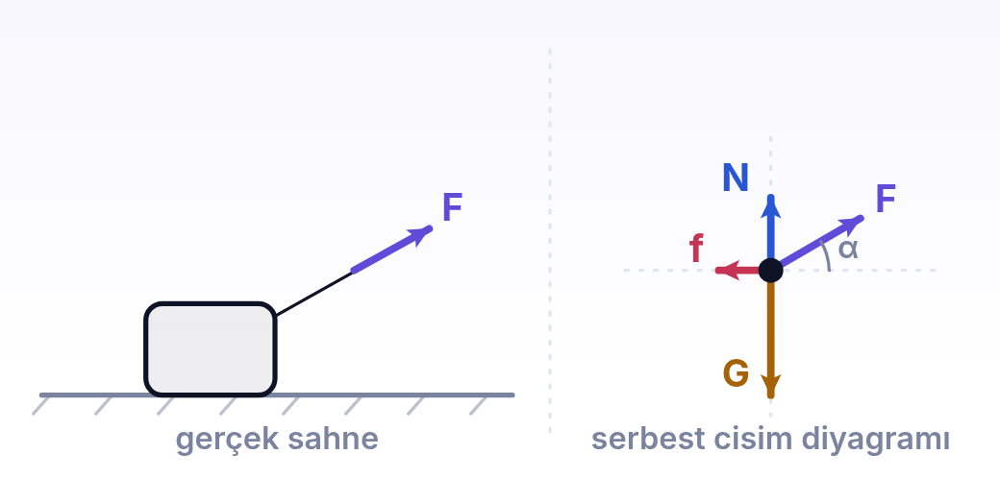 F
gerçek sahne
N
F
f
α
G
serbest cisim diyagramı